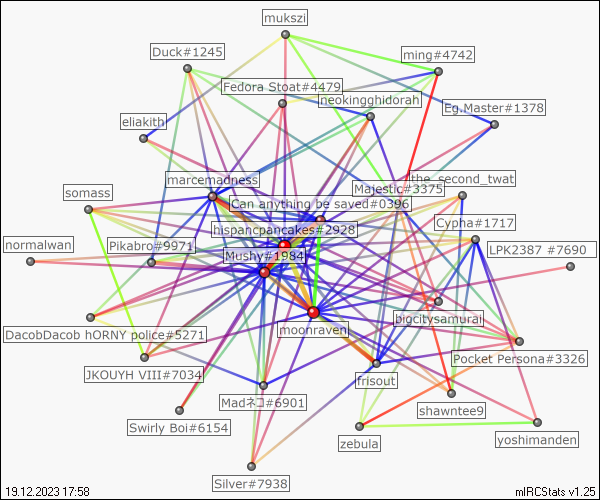 mukszi
Duck#1245
ming#4742
Fedora Stoat#4479
neokingghidorah
Eg.Master#1378
eliakith
marcemadness
the_second_twat
Majestic#3375
somass
Can anything be saved#0396
Cypha#1717
hispancpancakes#2928
normalwan
Pikabro#9971
LPK2387 #7690
Mushy#1984
biocitysamurai
moonraven
DacobDacob hORNY police#5271
Pocket Persona#3326
JKOUYH VIII#7034
frisout
Madネコ#6901
shawntee9
Swirly Boi#6154
zebula
yoshimanden
Silver#7938
19.12.2023 17:58
mIRCStats v1.25